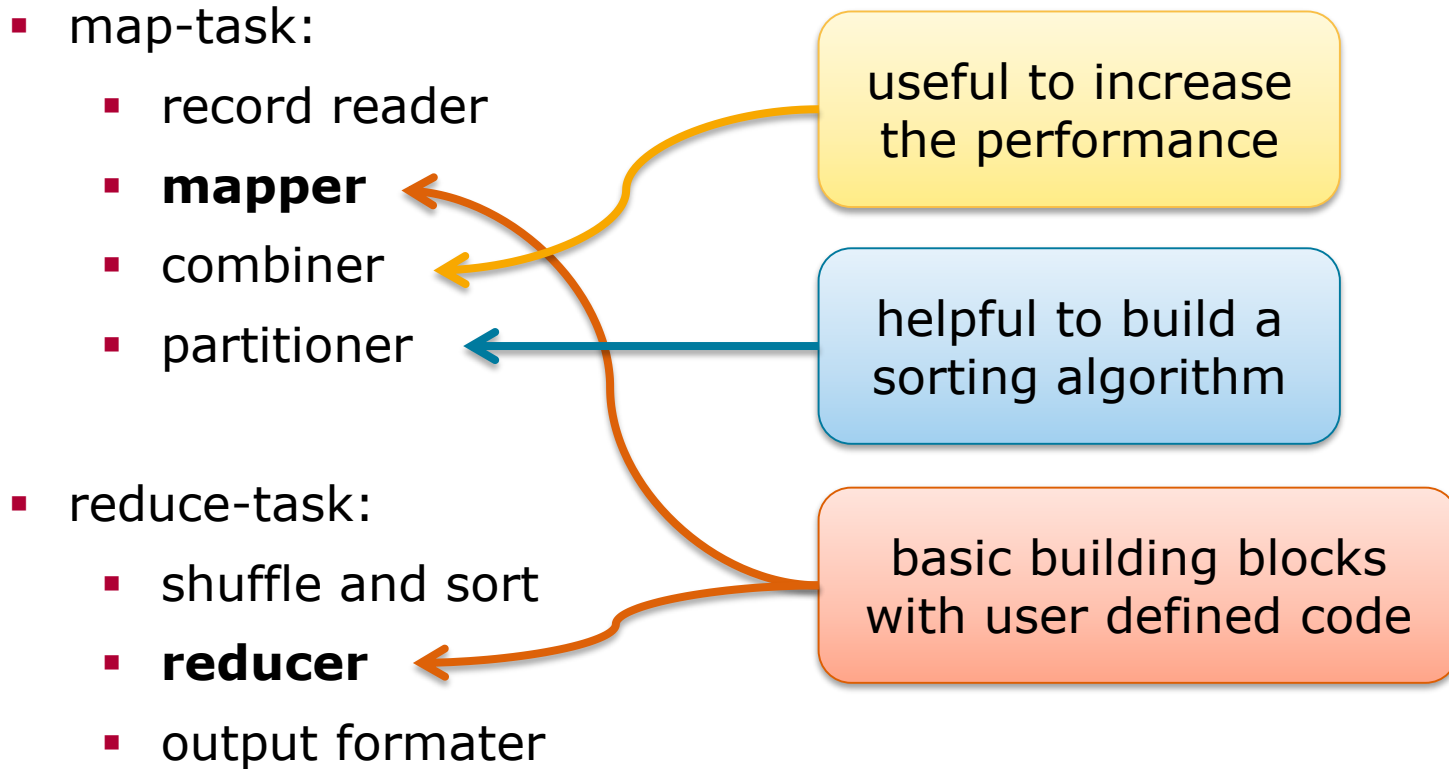 map-task:
record reader
mapper
combiner
partitioner
reduce-task:
shuffle and sort
reducer
output formater
useful to increase
the performance
helpful to build a
sorting algorithm
basic building blocks
with user defined code